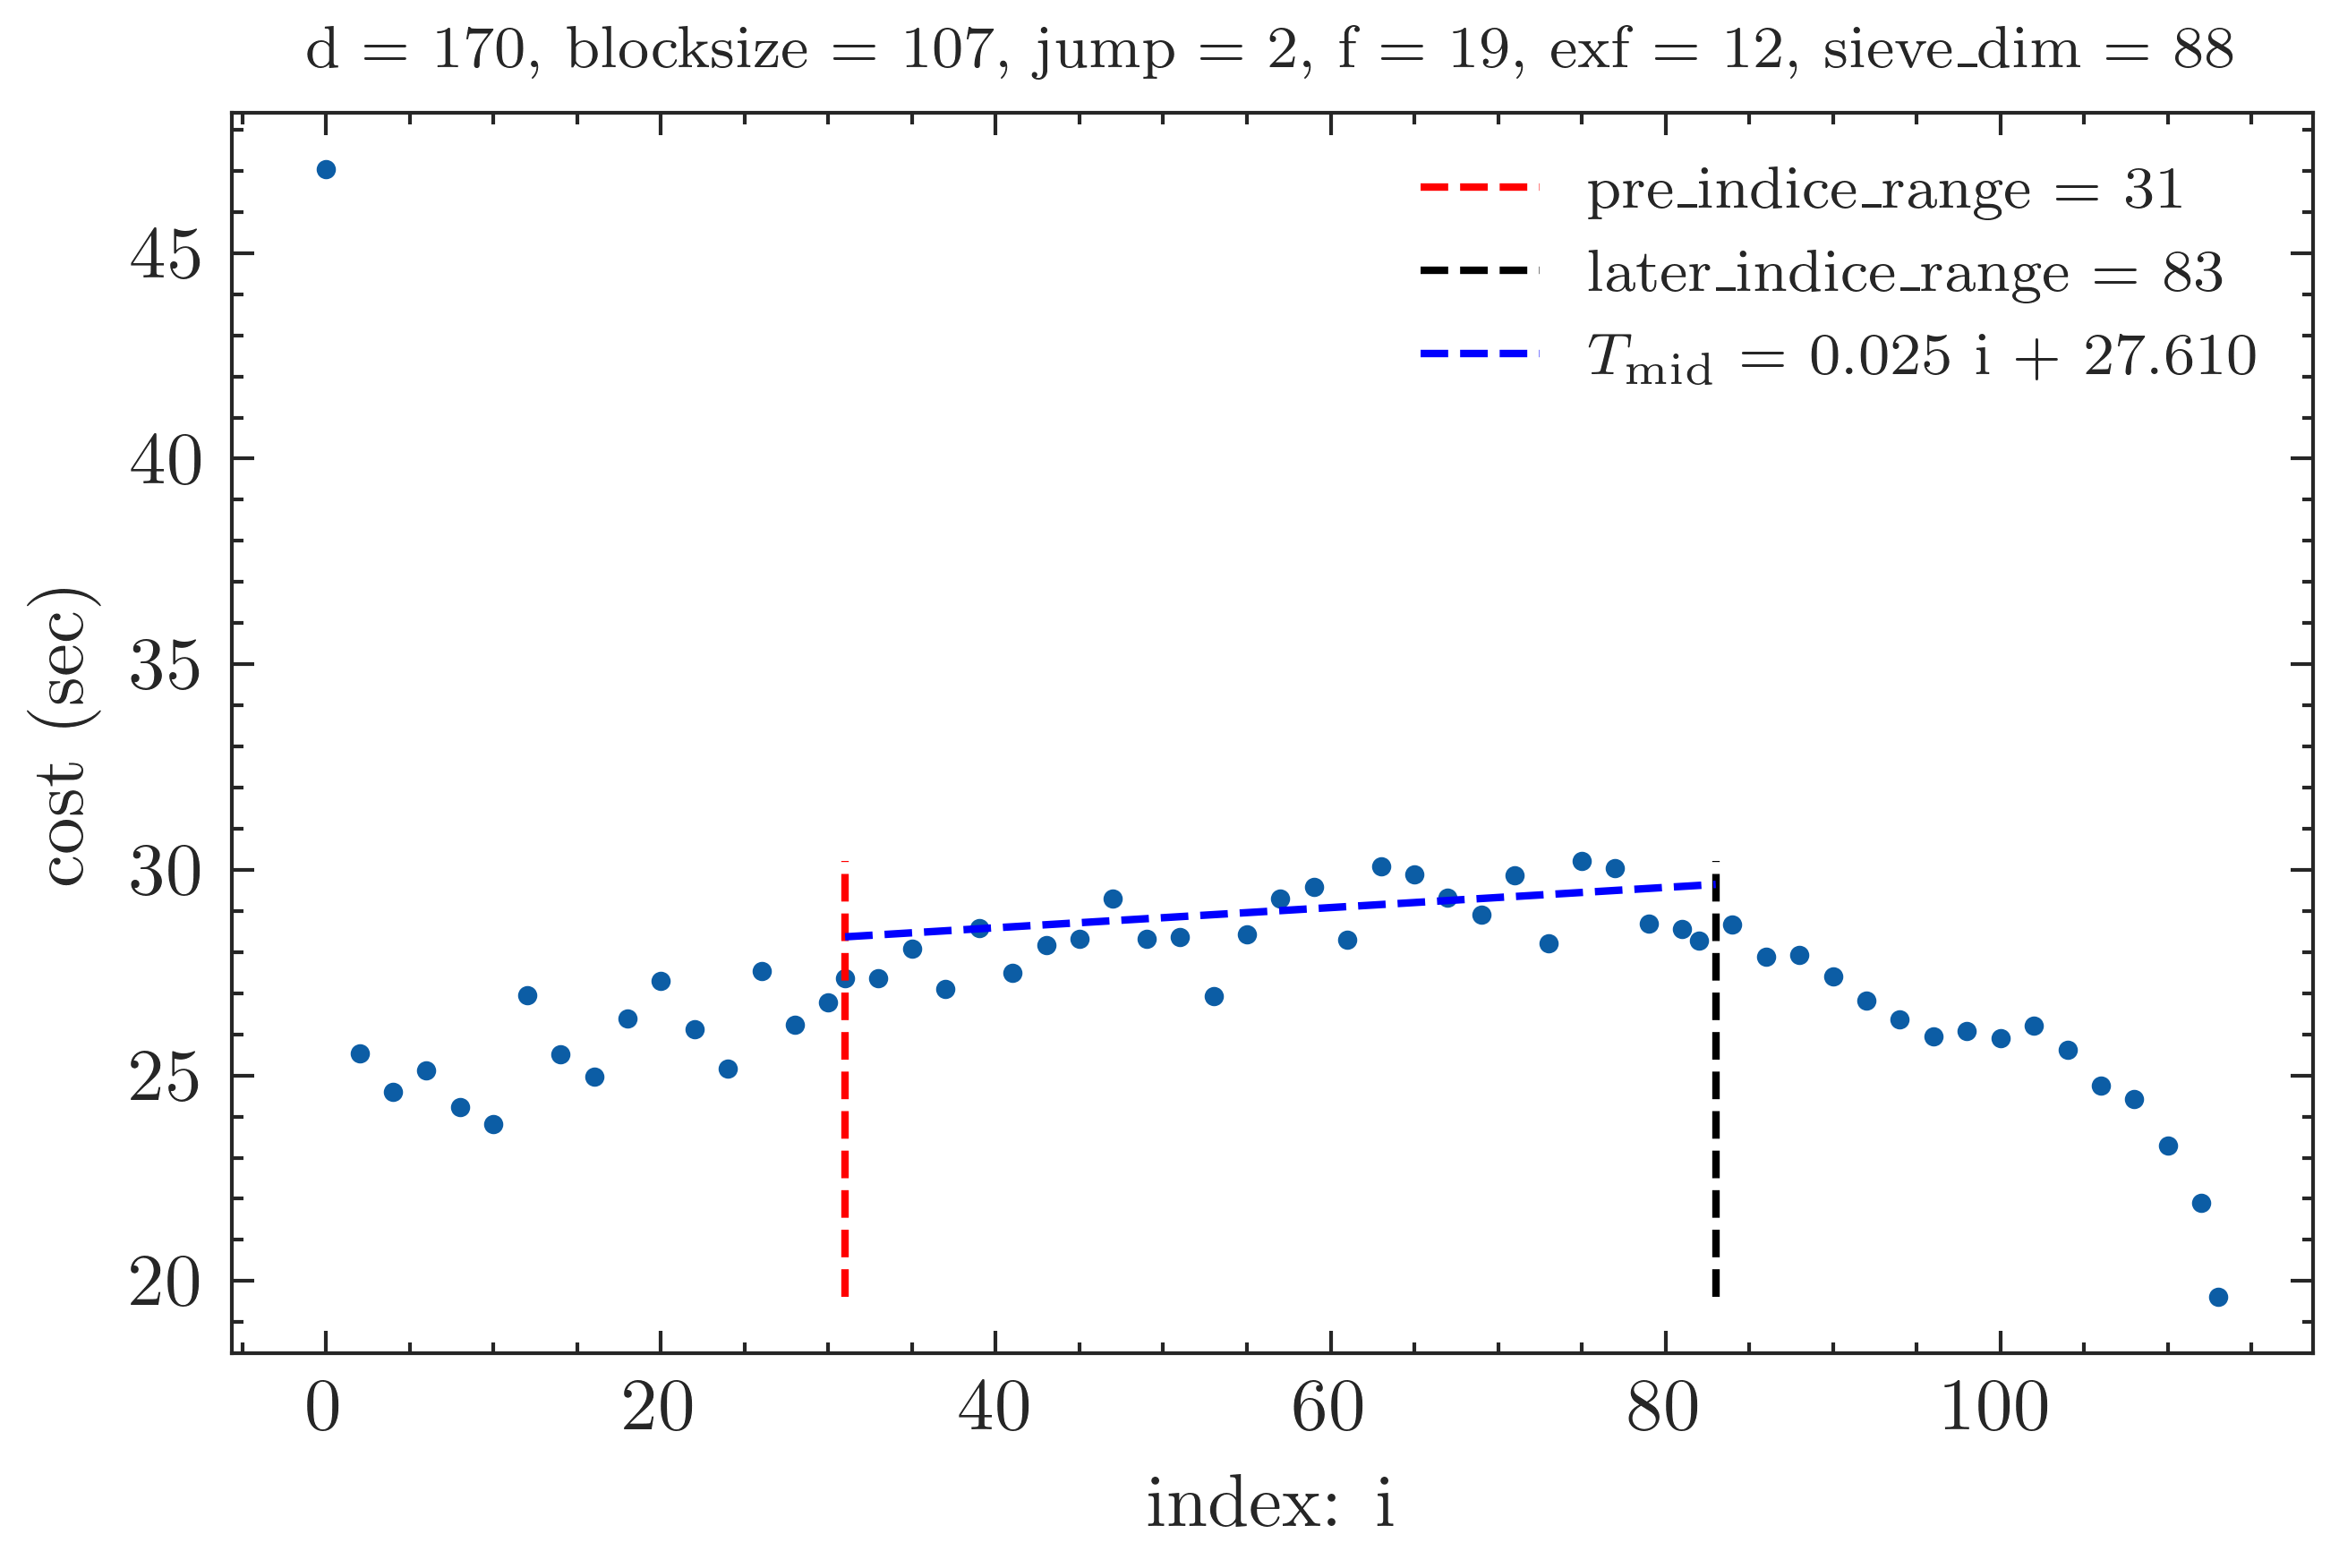 d = 170, blocksize = 107, jump = 2, f = 19, exf = 12, sieve_dim = 88
pre_indice_range = 31
later_indice_range = 83
T_mid = 0.025 i + 27.610
45
40
35
30
25
20
cost (sec)
0 20 40 60 80 100
index: i